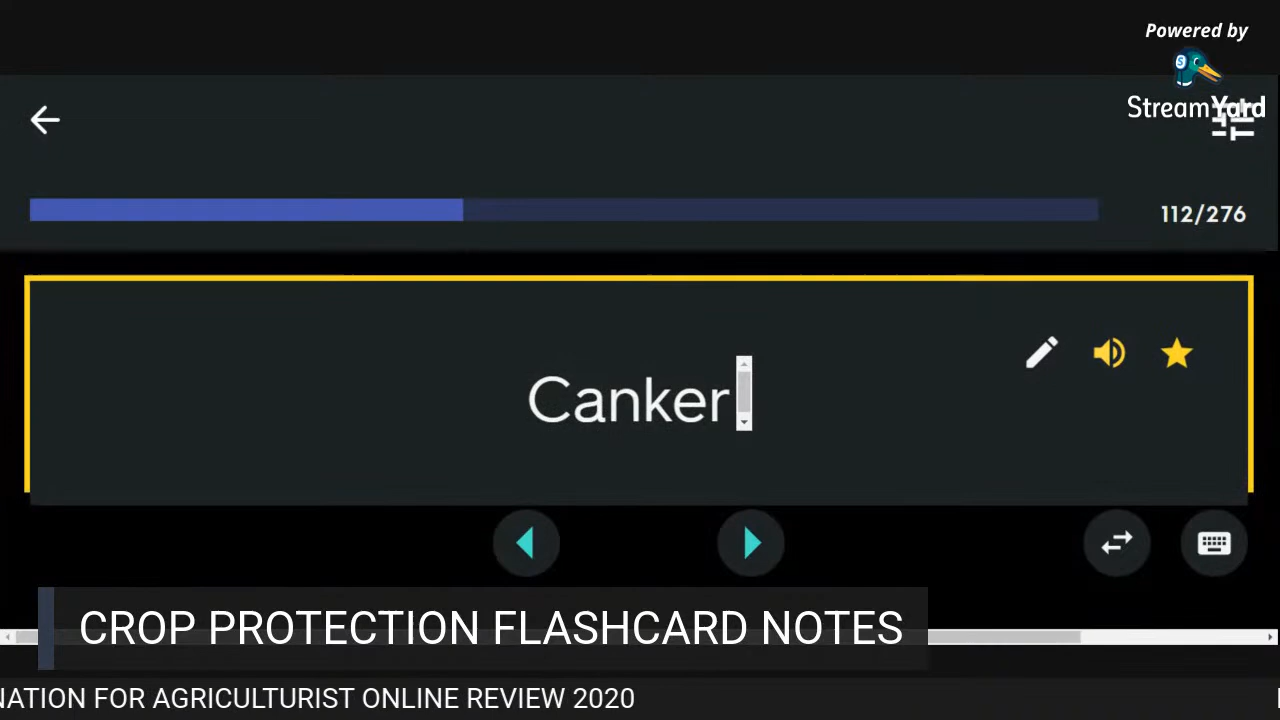 Powered by
StreamYard
112/276
Canker
CROP PROTECTION FLASHCARD NOTES
NATION FOR AGRICULTURIST ONLINE REVIEW 2020